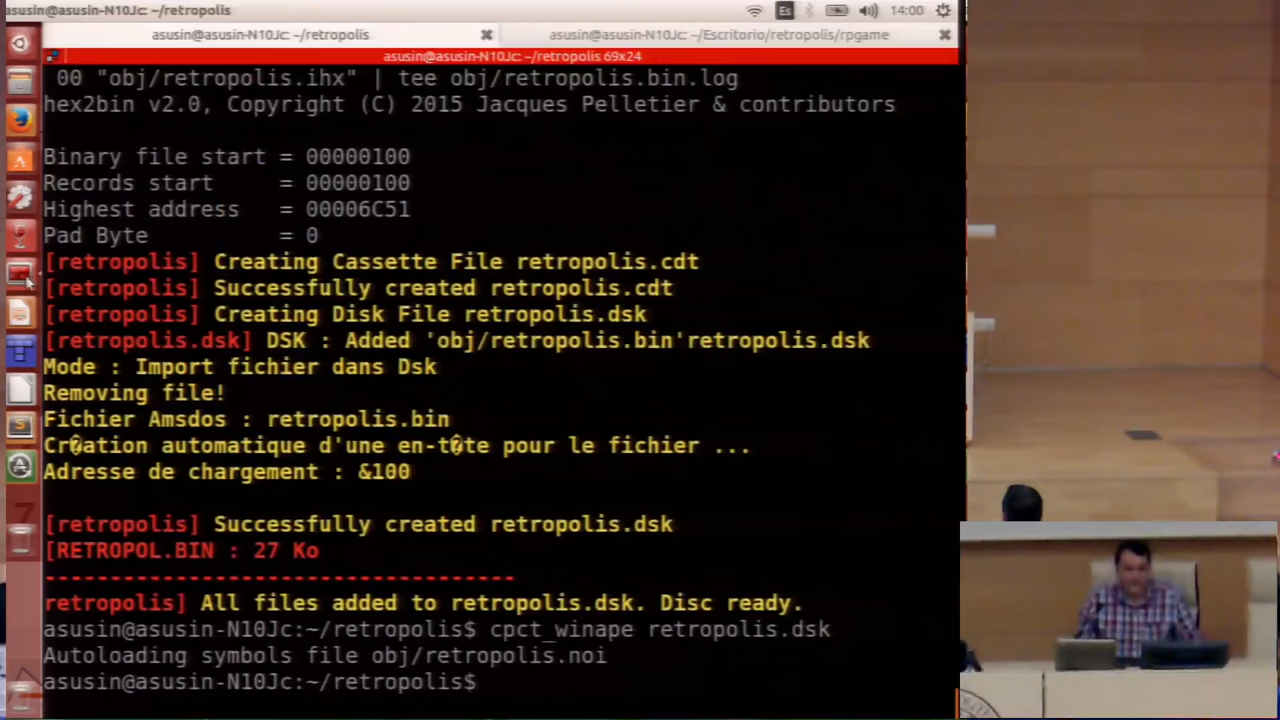 asusin@asusin-N10Jc: ~/retropolis
Es
14:00
asusin@asusin-N10Jc: ~/retropolis
asusin@asusin-N10Jc: ~/Escritorio/retropolis/rpgame
asusin@asusin-N10Jc: ~/retropolis 69x24
00 "obj/retropolis.ihx" | tee obj/retropolis.bin.log
hex2bin v2.0, Copyright (C) 2015 Jacques Pelletier & contributors
Binary file start = 00000100
Records start = 00000100
Highest address = 00006C51
Pad Byte = 0
[retropolis] Creating Cassette File retropolis.cdt
[retropolis] Successfully created retropolis.cdt
[retropolis] Creating Disk File retropolis.dsk
[retropolis.dsk] DSK : Added 'obj/retropolis.bin'retropolis.dsk
Mode : Import fichier dans Dsk
Removing file!
Fichier Amsdos : retropolis.bin
Cr�ation automatique d'une en-t�te pour le fichier ...
Adresse de chargement : &100
[retropolis] Successfully created retropolis.dsk
[RETROPOL.BIN : 27 Ko
------------------------------------
retropolis] All files added to retropolis.dsk. Disc ready.
asusin@asusin-N10Jc:~/retropolis$ cpct_winape retropolis.dsk
Autoloading symbols file obj/retropolis.noi
asusin@asusin-N10Jc:~/retropolis$